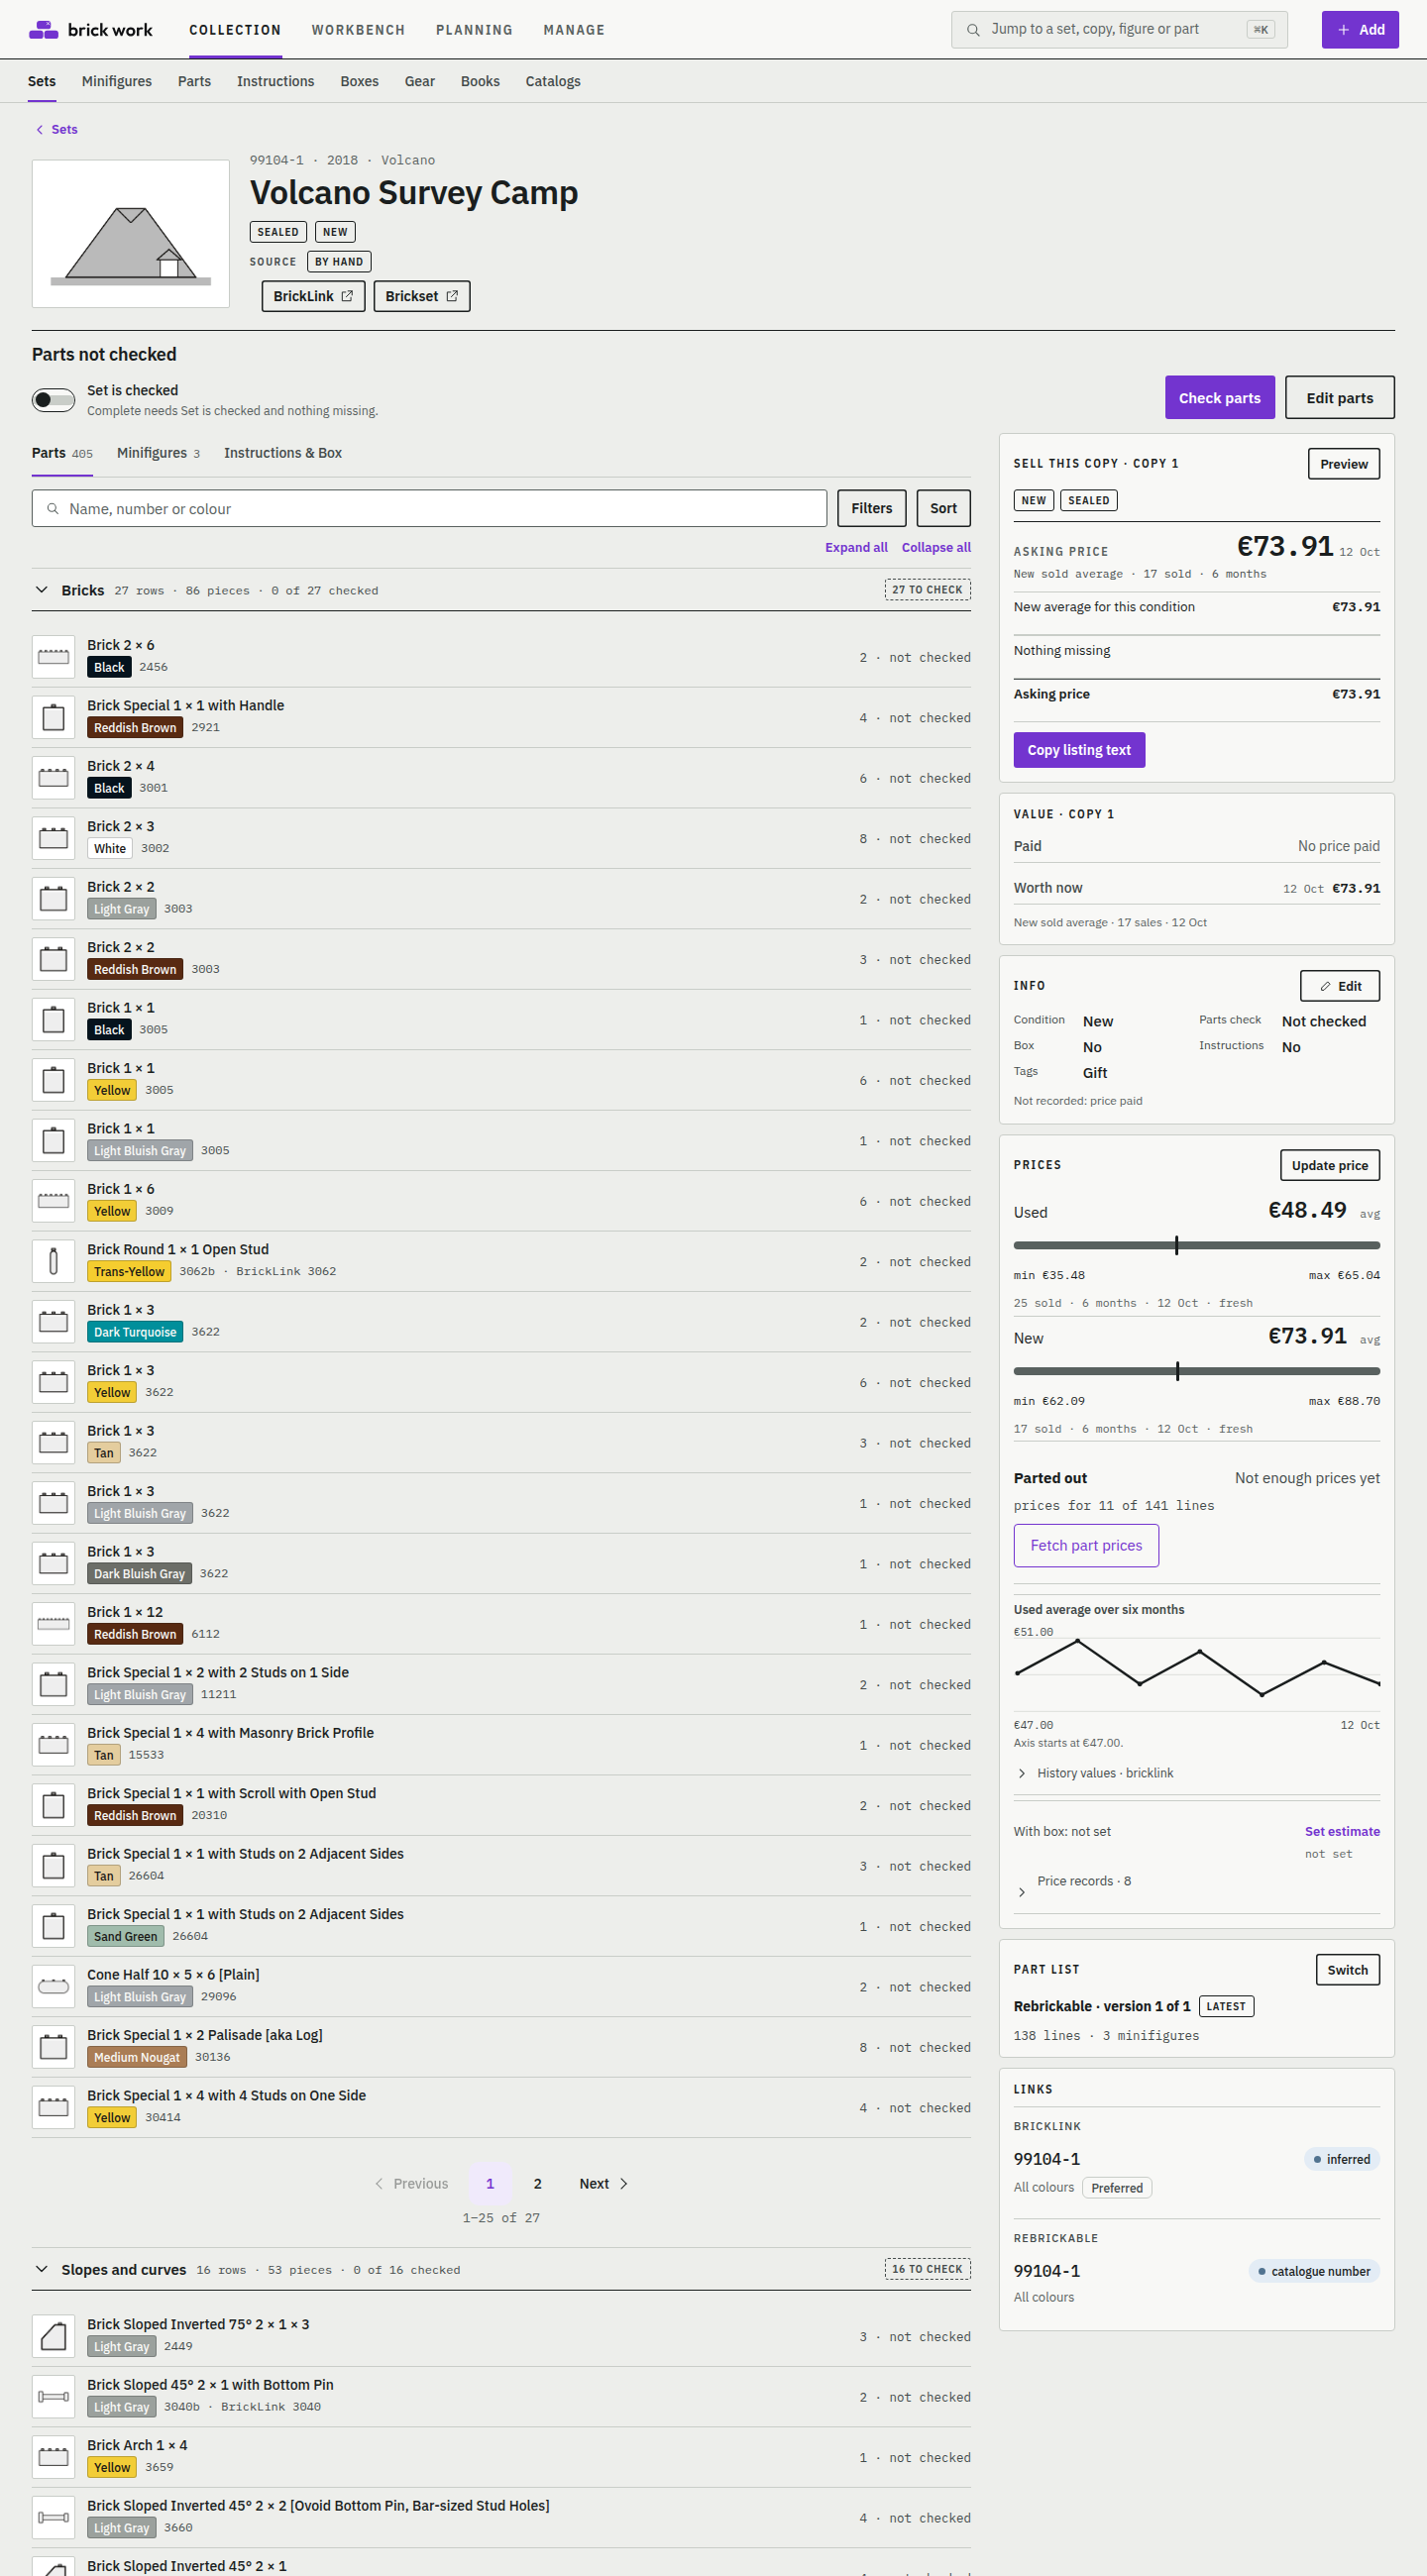 brick work
COLLECTION
WORKBENCH
PLANNING
MANAGE
Jump to a set, copy, figure or part
⌘K
Add
Sets
Minifigures
Parts
Instructions
Boxes
Gear
Books
Catalogs
Sets
99104-1 · 2018 · Volcano
Volcano Survey Camp
SEALED
NEW
SOURCE
BY HAND
BrickLink
Brickset
Parts not checked
Set is checked
Complete needs Set is checked and nothing missing.
Check parts
Edit parts
Parts 405
Minifigures 3
Instructions & Box
Name, number or colour
Filters
Sort
Expand all
Collapse all
Bricks 27 rows · 86 pieces · 0 of 27 checked
27 TO CHECK
Brick 2 × 6
Black 2456
2 · not checked
Brick Special 1 × 1 with Handle
Reddish Brown 2921
4 · not checked
Brick 2 × 4
Black 3001
6 · not checked
Brick 2 × 3
White 3002
8 · not checked
Brick 2 × 2
Light Gray 3003
2 · not checked
Brick 2 × 2
Reddish Brown 3003
3 · not checked
Brick 1 × 1
Black 3005
1 · not checked
Brick 1 × 1
Yellow 3005
6 · not checked
Brick 1 × 1
Light Bluish Gray 3005
1 · not checked
Brick 1 × 6
Yellow 3009
6 · not checked
Brick Round 1 × 1 Open Stud
Trans-Yellow 3062b · BrickLink 3062
2 · not checked
Brick 1 × 3
Dark Turquoise 3622
2 · not checked
Brick 1 × 3
Yellow 3622
6 · not checked
Brick 1 × 3
Tan 3622
3 · not checked
Brick 1 × 3
Light Bluish Gray 3622
1 · not checked
Brick 1 × 3
Dark Bluish Gray 3622
1 · not checked
Brick 1 × 12
Reddish Brown 6112
1 · not checked
Brick Special 1 × 2 with 2 Studs on 1 Side
Light Bluish Gray 11211
2 · not checked
Brick Special 1 × 4 with Masonry Brick Profile
Tan 15533
1 · not checked
Brick Special 1 × 1 with Scroll with Open Stud
Reddish Brown 20310
2 · not checked
Brick Special 1 × 1 with Studs on 2 Adjacent Sides
Tan 26604
3 · not checked
Brick Special 1 × 1 with Studs on 2 Adjacent Sides
Sand Green 26604
1 · not checked
Cone Half 10 × 5 × 6 [Plain]
Light Bluish Gray 29096
2 · not checked
Brick Special 1 × 2 Palisade [aka Log]
Medium Nougat 30136
8 · not checked
Brick Special 1 × 4 with 4 Studs on One Side
Yellow 30414
4 · not checked
Previous
1
2
Next
1–25 of 27
Slopes and curves 16 rows · 53 pieces · 0 of 16 checked
16 TO CHECK
Brick Sloped Inverted 75° 2 × 1 × 3
Light Gray 2449
3 · not checked
Brick Sloped 45° 2 × 1 with Bottom Pin
Light Gray 3040b · BrickLink 3040
2 · not checked
Brick Arch 1 × 4
Yellow 3659
1 · not checked
Brick Sloped Inverted 45° 2 × 2 [Ovoid Bottom Pin, Bar-sized Stud Holes]
Light Gray 3660
4 · not checked
Brick Sloped Inverted 45° 2 × 1
SELL THIS COPY · COPY 1
Preview
NEW
SEALED
ASKING PRICE
€73.91 12 Oct
New sold average · 17 sold · 6 months
New average for this condition
€73.91
Nothing missing
Asking price
€73.91
Copy listing text
VALUE · COPY 1
Paid
No price paid
Worth now
12 Oct €73.91
New sold average · 17 sales · 12 Oct
INFO
Edit
Condition New
Parts check Not checked
Box No
Instructions No
Tags Gift
Not recorded: price paid
PRICES
Update price
Used
€48.49 avg
min €35.48
max €65.04
25 sold · 6 months · 12 Oct · fresh
New
€73.91 avg
min €62.09
max €88.70
17 sold · 6 months · 12 Oct · fresh
Parted out
Not enough prices yet
prices for 11 of 141 lines
Fetch part prices
Used average over six months
€51.00
€47.00
12 Oct
Axis starts at €47.00.
History values · bricklink
With box: not set
Set estimate
not set
Price records · 8
PART LIST
Switch
Rebrickable · version 1 of 1 LATEST
138 lines · 3 minifigures
LINKS
BRICKLINK
99104-1
inferred
All colours Preferred
REBRICKABLE
99104-1
catalogue number
All colours